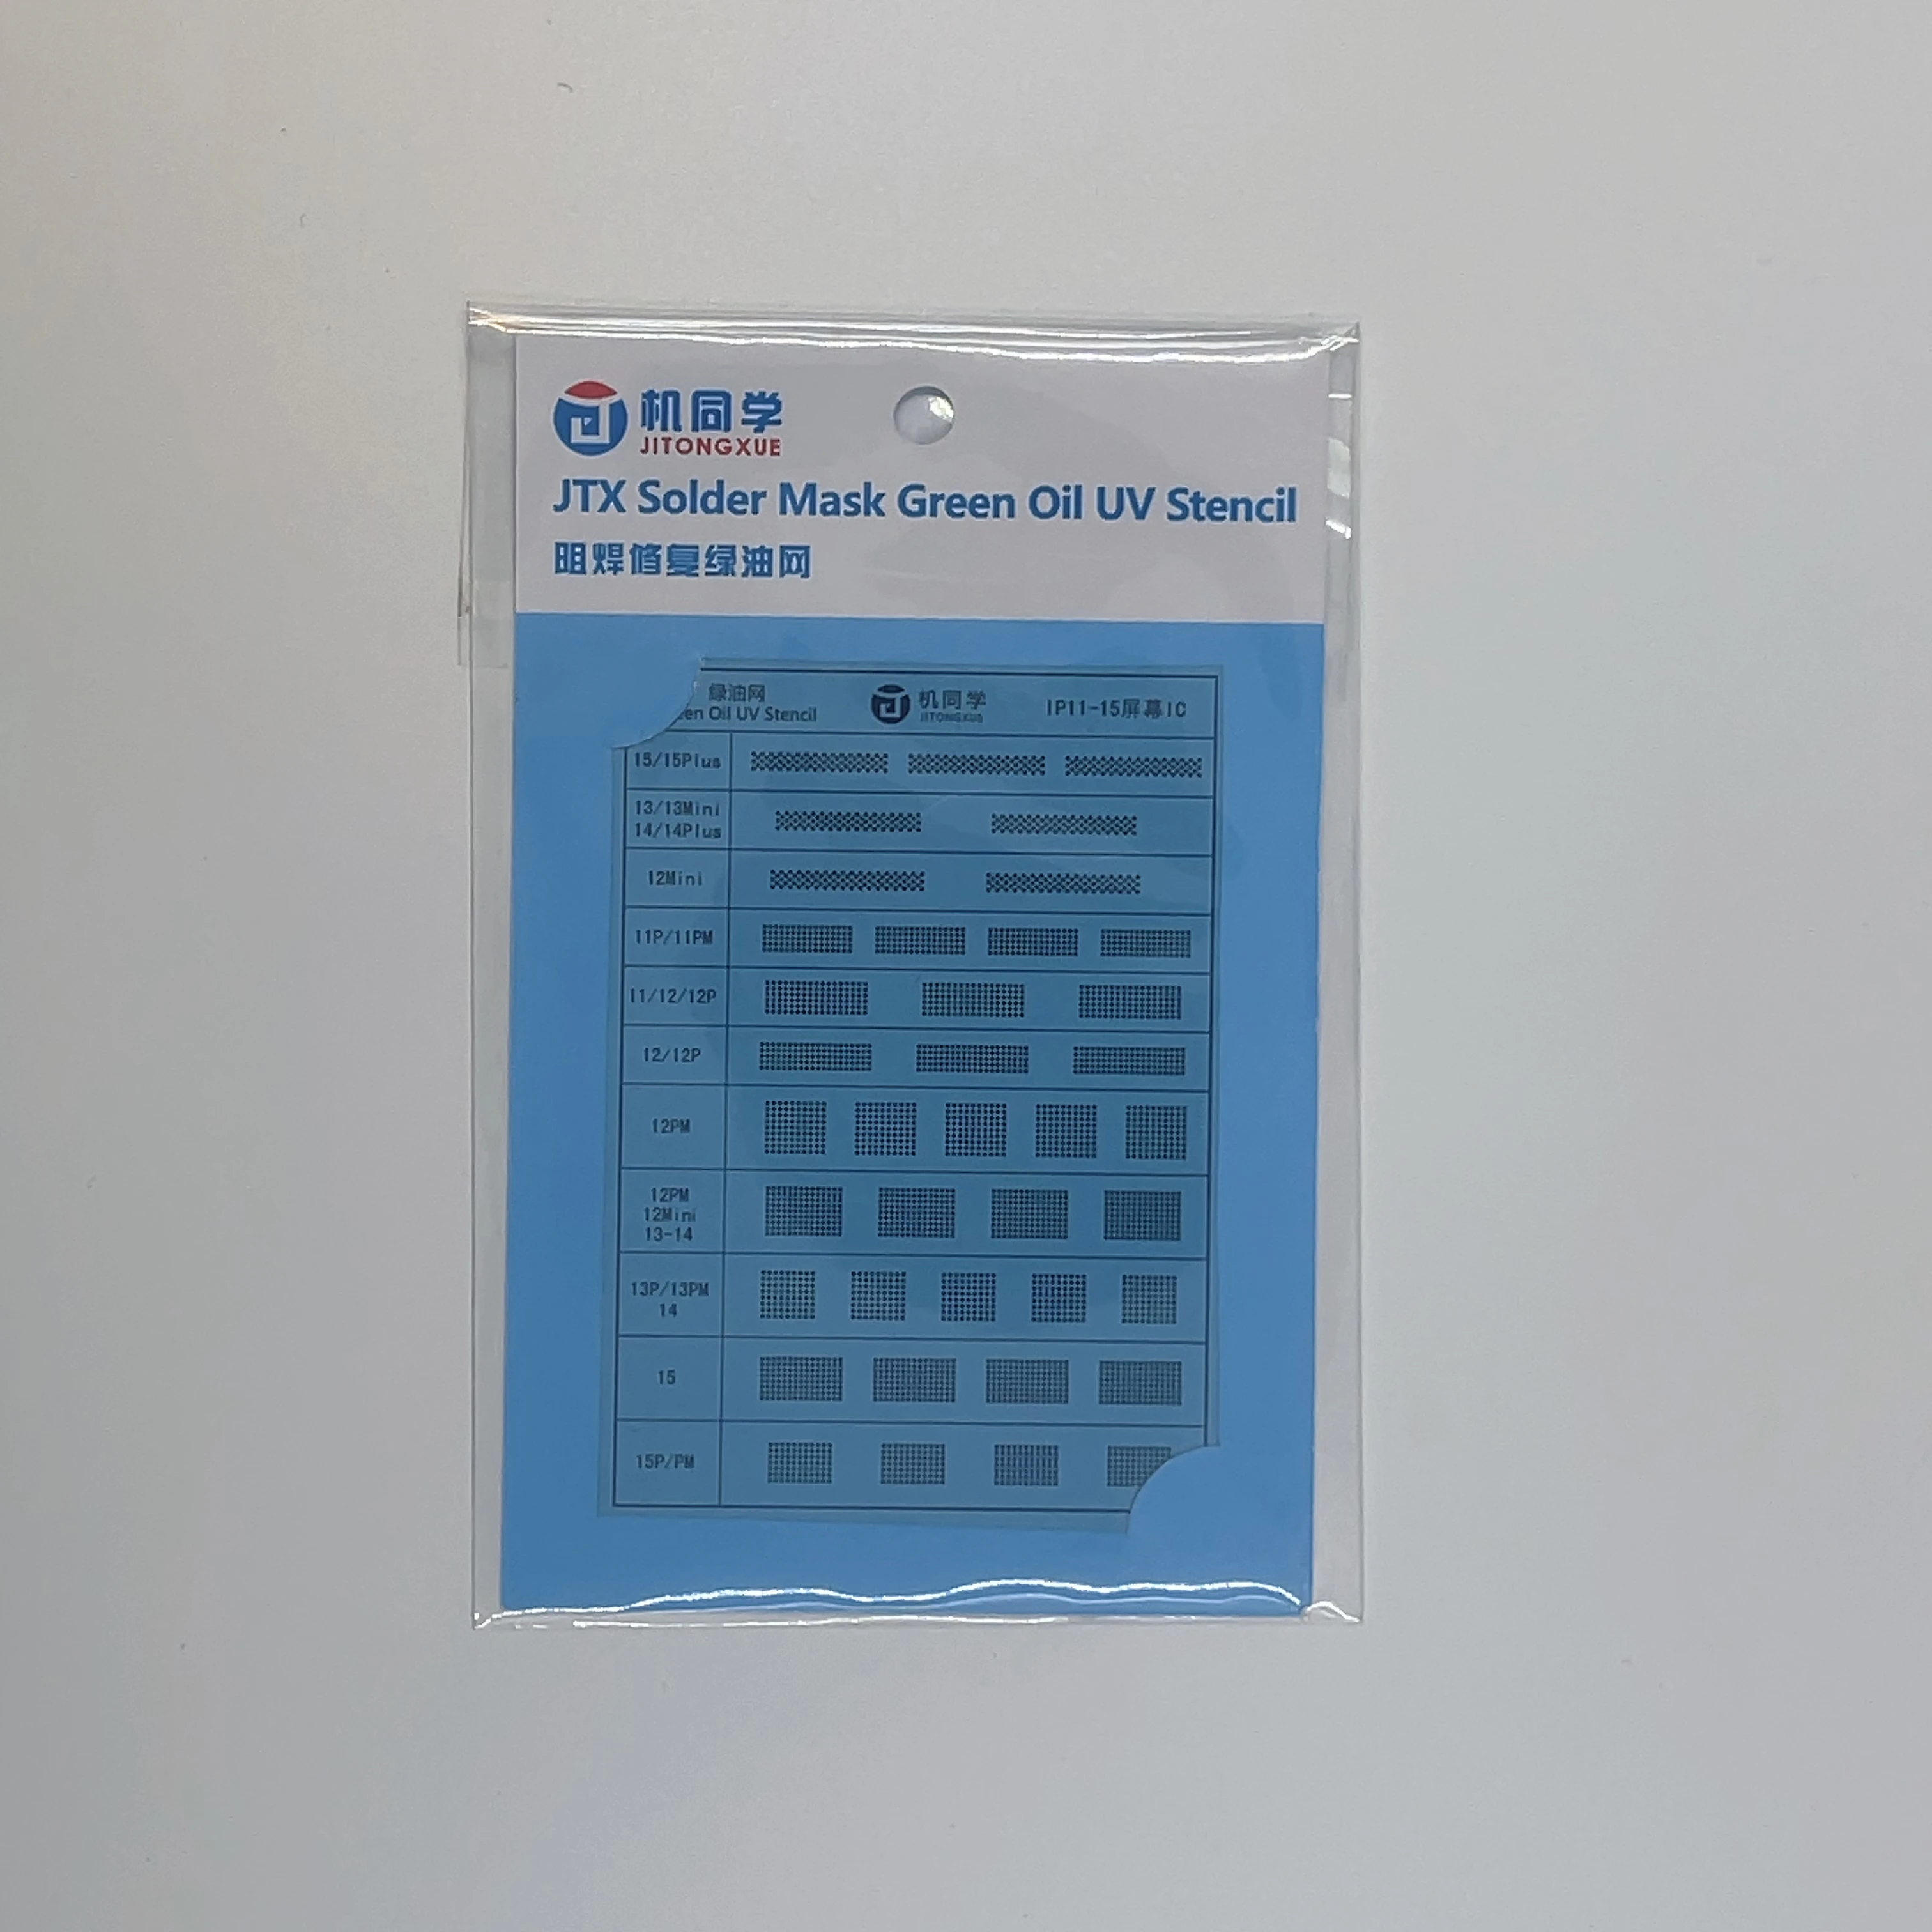 机同学
JITONGXUE
JTX Solder Mask Green Oil UV Stencil
阻焊修复绿油网
绿油网
en Oil UV Stencil
机同学
JITONGXUE
IP11-15屏幕IC
15/15Plus
13/13Mini
14/14Plus
12Mini
11P/11PM
11/12/12P
12/12P
12PM
12PM
12Mini
13-14
13P/13PM
14
15
15P/PM